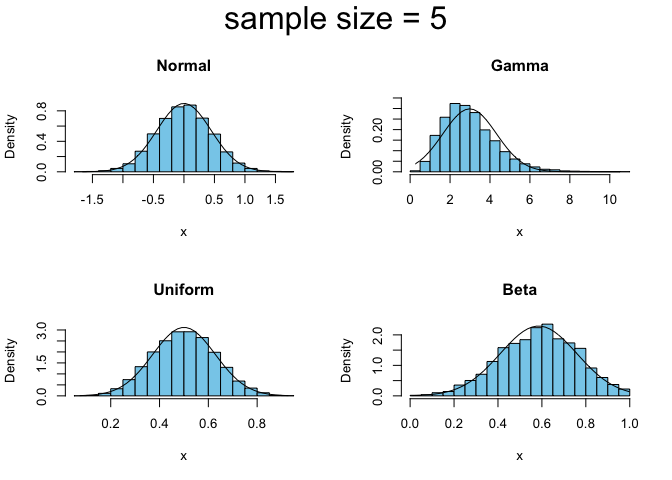 sample size = 5
Normal
Density
0.0 0.4 0.8
-1.5 -0.5 0.5 1.0 1.5
x
Gamma
Density
0.00 0.20
0 2 4 6 8 10
x
Uniform
Density
0.0 1.5 3.0
0.2 0.4 0.6 0.8
x
Beta
Density
0.0 1.0 2.0
0.0 0.2 0.4 0.6 0.8 1.0
x